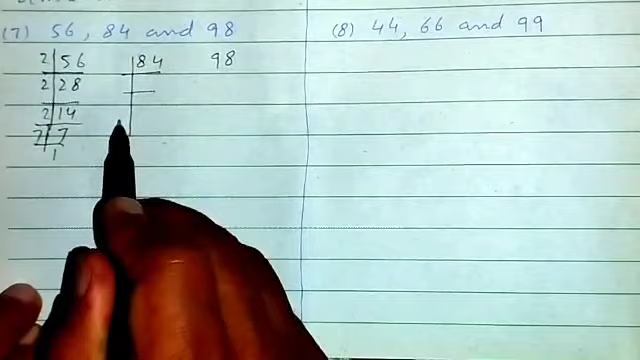 (7) 56, 84 and 98
(8) 44, 66 and 99
2 56 84 98
2 28
2 14
7 7
1